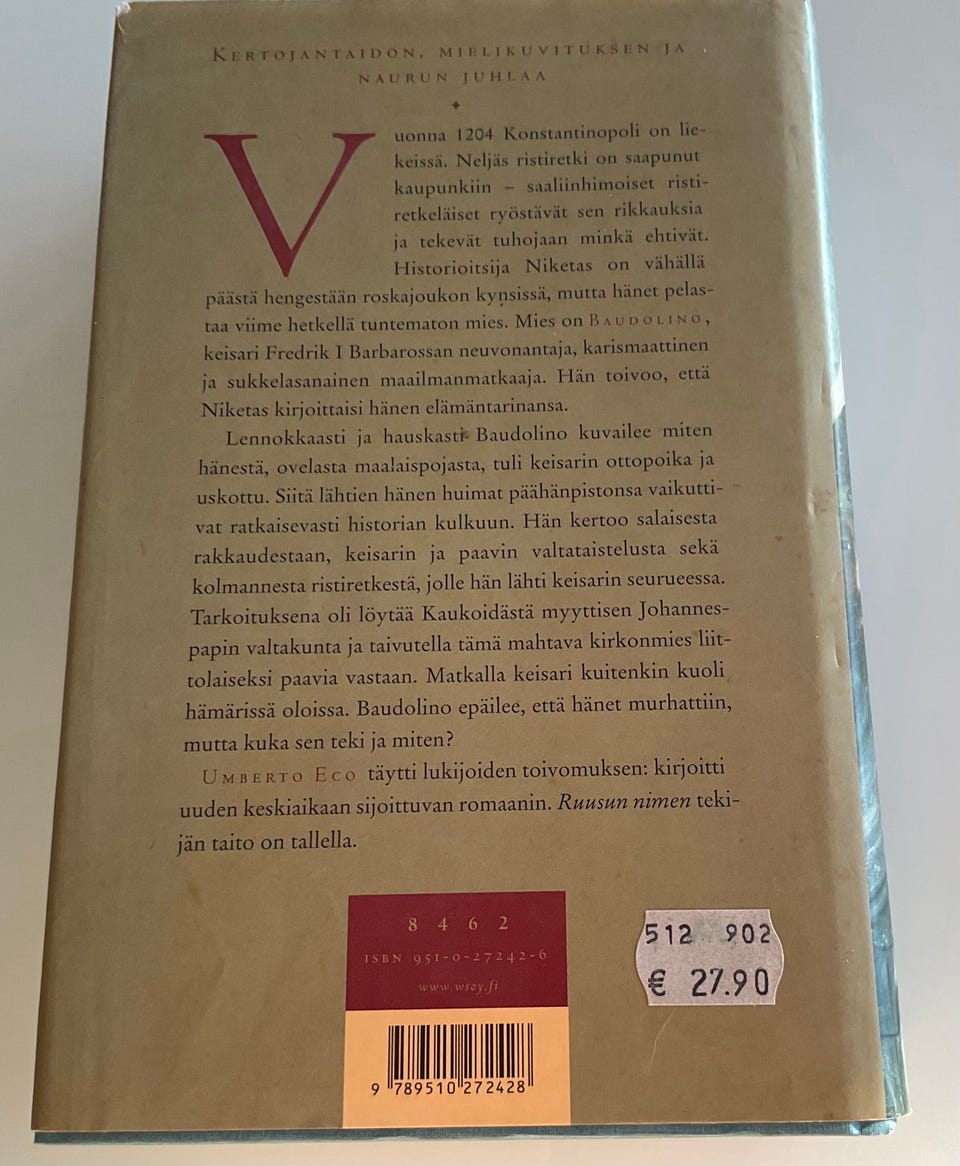 KERTOJANTAIDON, MIELIKUVITUKSEN JA
NAURUN JUHLAA
Vuonna 1204 Konstantinopoli on lie-
keissä. Neljäs ristiretki on saapunut
kaupunkiin – saaliinhimoiset risti-
retkeläiset ryöstävät sen rikkauksia
ja tekevät tuhojaan minkä ehtivät.
Historioitsija Niketas on vähällä
päästä hengestään roskajoukon kynsissä, mutta hänet pelas-
taa viime hetkellä tuntematon mies. Mies on BAUDOLINO,
keisari Fredrik I Barbarossan neuvonantaja, karismaattinen
ja sukkelasanainen maailmanmatkaaja. Hän toivoo, että
Niketas kirjoittaisi hänen elämäntarinansa.
Lennokkaasti ja hauskasti Baudolino kuvailee miten
hänestä, ovelasta maalaispojasta, tuli keisarin ottopoika ja
uskottu. Siitä lähtien hänen huimat päähänpistonsa vaikutti-
vat ratkaisevasti historian kulkuun. Hän kertoo salaisesta
rakkaudestaan, keisarin ja paavin valtataistelusta sekä
kolmannesta ristiretkestä, jolle hän lähti keisarin seurueessa.
Tarkoituksena oli löytää Kaukoidästä myyttisen Johannes-
papin valtakunta ja taivutella tämä mahtava kirkonmies liit-
tolaiseksi paavia vastaan. Matkalla keisari kuitenkin kuoli
hämärissä oloissa. Baudolino epäilee, että hänet murhattiin,
mutta kuka sen teki ja miten?
UMBERTO ECO täytti lukijoiden toivomuksen: kirjoitti
uuden keskiaikaan sijoittuvan romaanin. Ruusun nimen teki-
jän taito on tallella.
8 4 6 2
ISBN 951-0-27242-6
www.wsoy.fi
9 789510 272428
512 902
€ 27.90